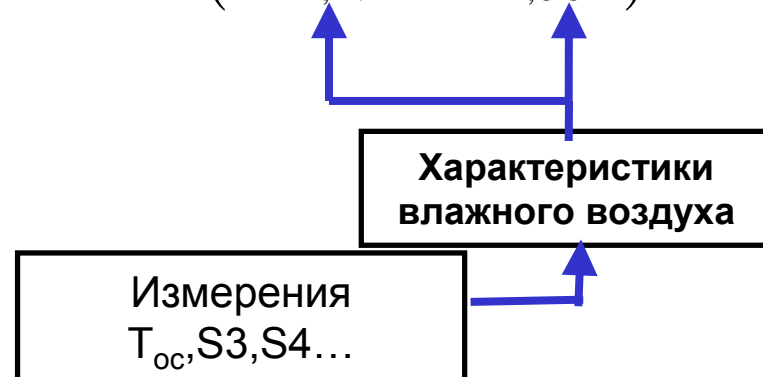 Характеристики
влажного воздуха
Измерения
Tос,S3,S4…